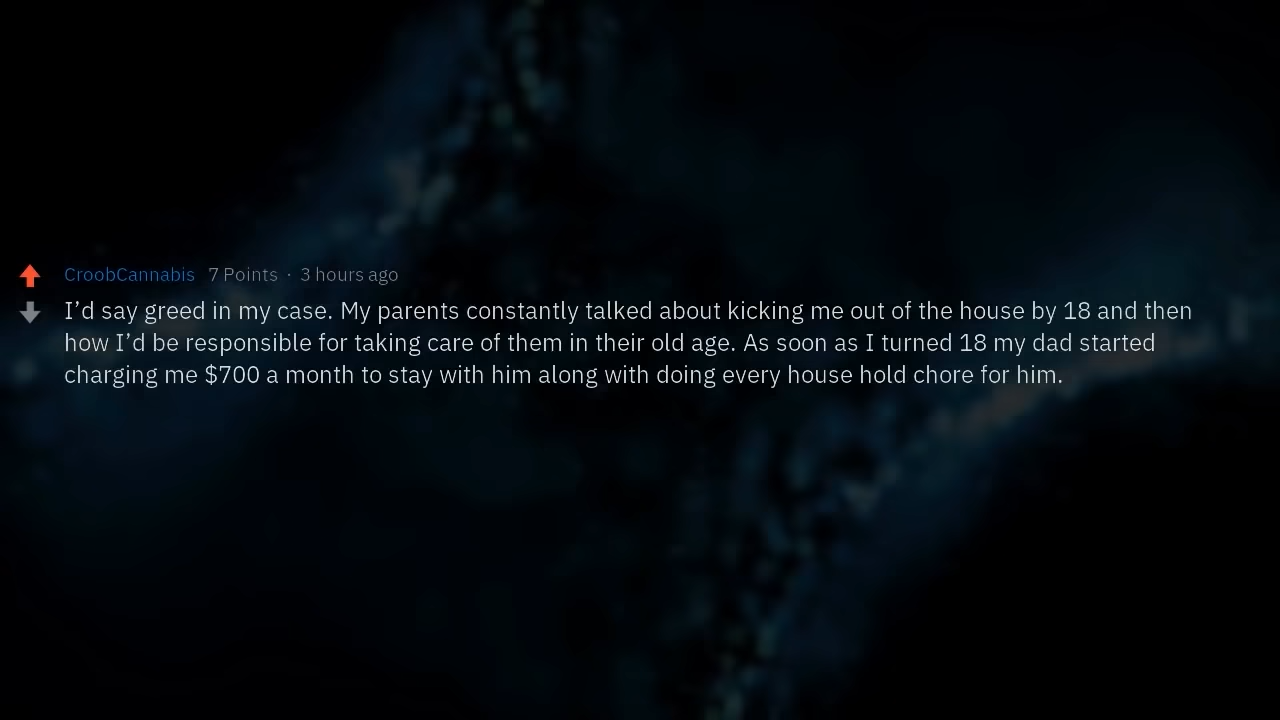 CroobCannabis 7 Points · 3 hours ago
I’d say greed in my case. My parents constantly talked about kicking me out of the house by 18 and then
how I’d be responsible for taking care of them in their old age. As soon as I turned 18 my dad started
charging me $700 a month to stay with him along with doing every house hold chore for him.